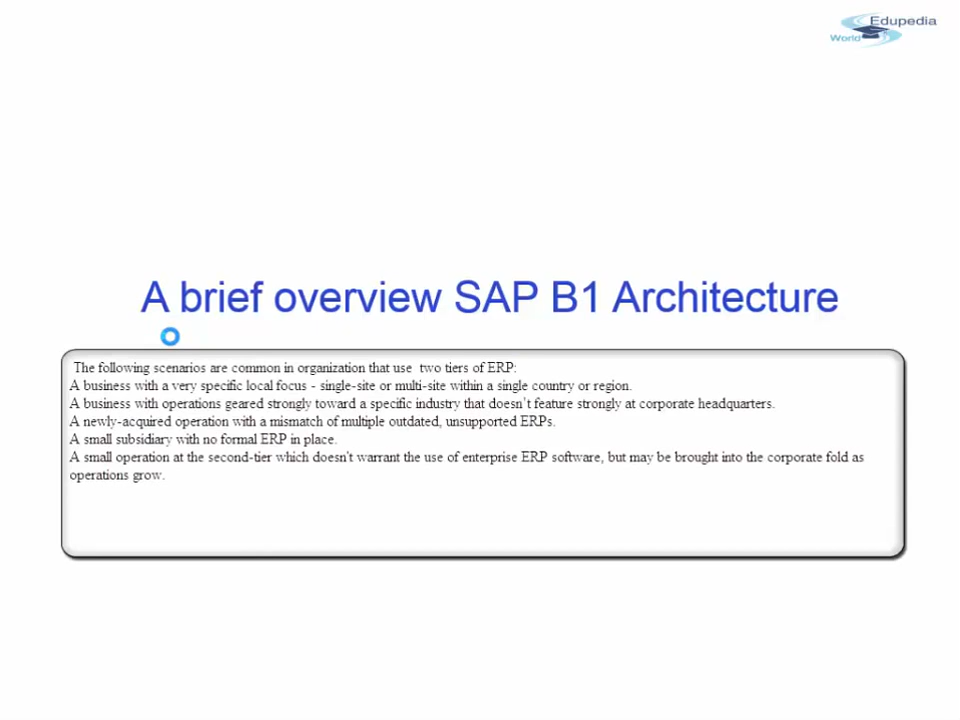 Edupedia
World
A brief overview SAP B1 Architecture
The following scenarios are common in organization that use two tiers of ERP:
A business with a very specific local focus - single-site or multi-site within a single country or region.
A business with operations geared strongly toward a specific industry that doesn't feature strongly at corporate headquarters.
A newly-acquired operation with a mismatch of multiple outdated, unsupported ERPs.
A small subsidiary with no formal ERP in place.
A small operation at the second-tier which doesn't warrant the use of enterprise ERP software, but may be brought into the corporate fold as
operations grow.